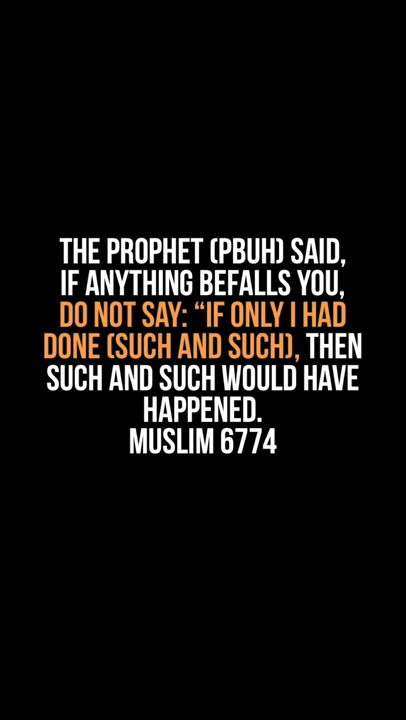 THE PROPHET (PBUH) SAID,
IF ANYTHING BEFALLS YOU,
DO NOT SAY: “IF ONLY I HAD
DONE (SUCH AND SUCH), THEN
SUCH AND SUCH WOULD HAVE
HAPPENED.
MUSLIM 6774